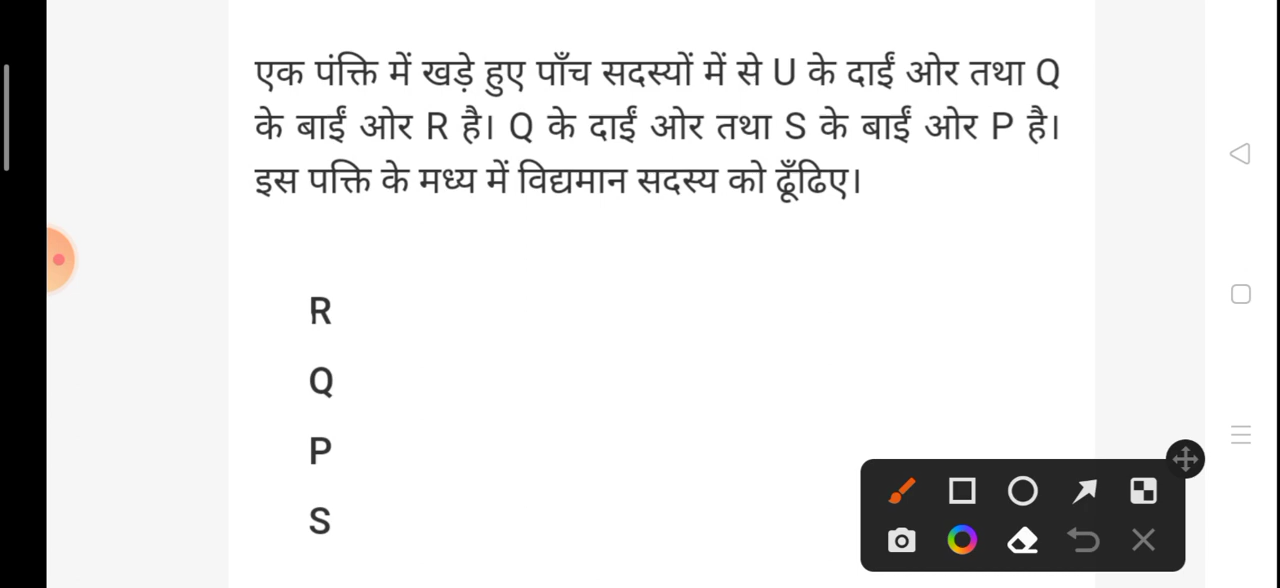 एक पंक्ति में खड़े हुए पाँच सदस्यों में से U के दाईं ओर तथा Q
के बाईं ओर R है। Q के दाईं ओर तथा S के बाईं ओर P है।
इस पक्ति के मध्य में विद्यमान सदस्य को ढूँढिए।
R
Q
P
S